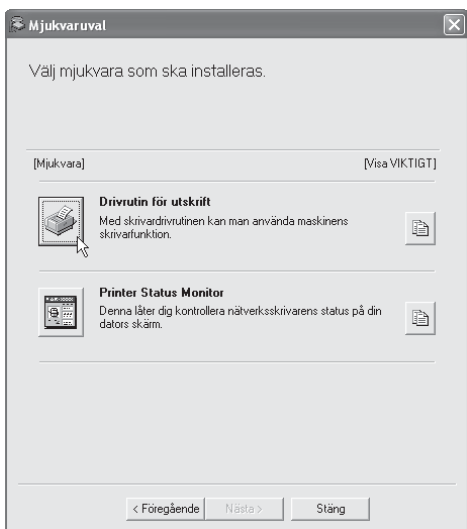 Mjukvaruval
Välj mjukvara som ska installeras.
[Mjukvara] [Visa VIKTIGT]
Drivrutin för utskrift
Med skrivardrivrutinen kan man använda maskinens
skrivarfunktion.
Printer Status Monitor
Denna låter dig kontrollera nätverksskrivarens status på din
dators skärm.
< Föregående Nästa > Stäng